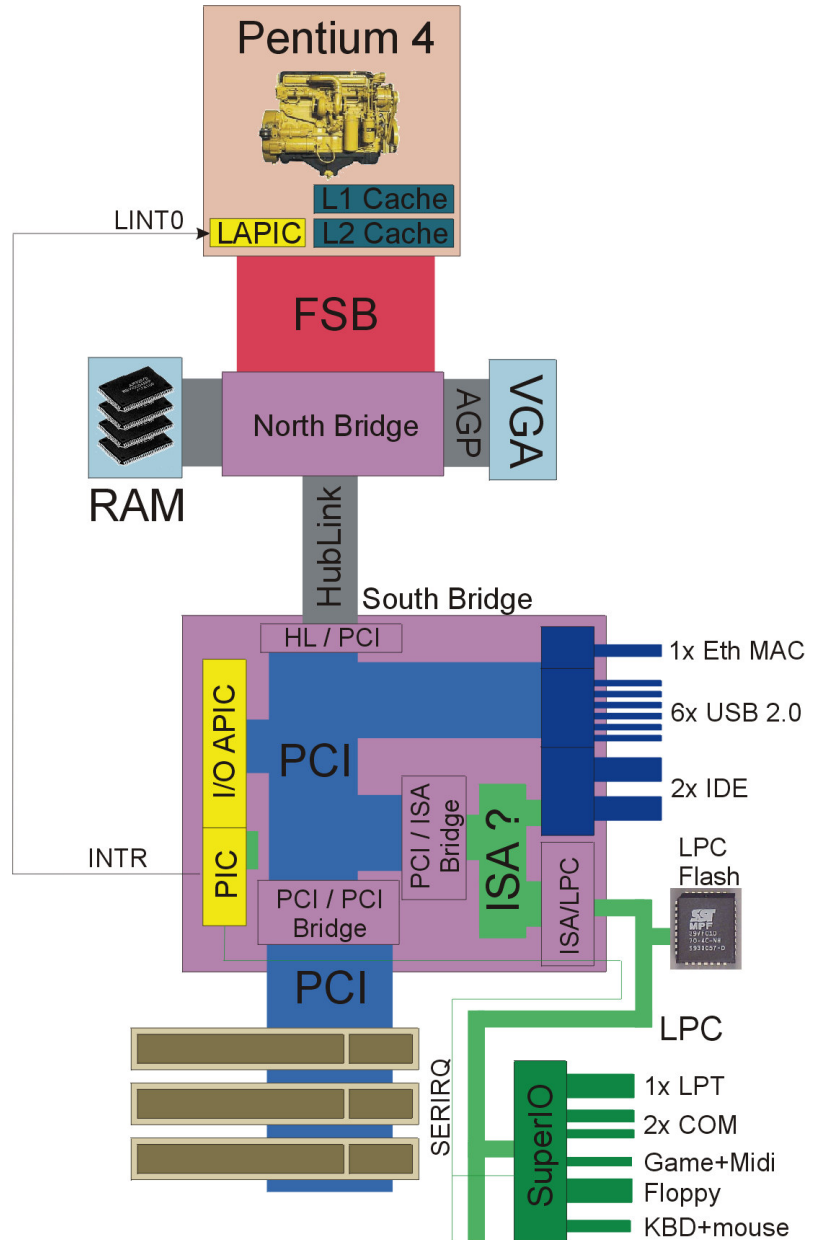 Pentium 4
L1 Cache
LINT0
LAPIC
L2 Cache
FSB
North Bridge
AGP
VGA
RAM
HubLink
South Bridge
HL / PCI
1x Eth MAC
6x USB 2.0
I/O APIC
PCI
2x IDE
PCI / ISA
Bridge
ISA ?
LPC
Flash
INTR
PIC
PCI / PCI
Bridge
ISA/LPC
SST
MPF
PCI
LPC
SERIRQ
SuperIO
1x LPT
2x COM
Game+Midi
Floppy
KBD+mouse